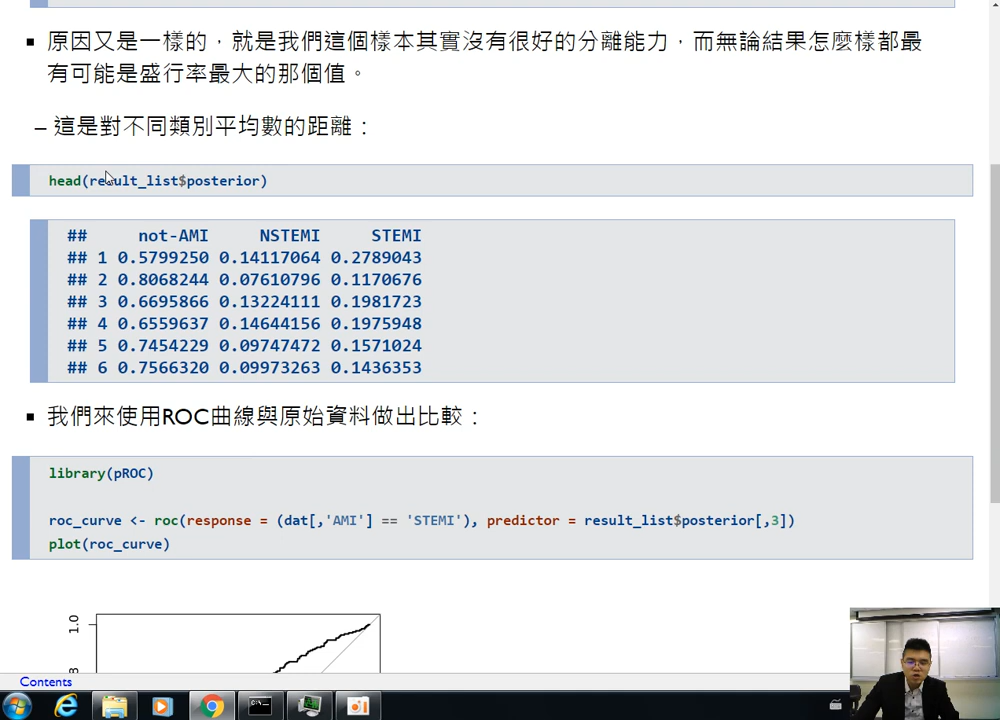 ▪ 原因又是一樣的，就是我們這個樣本其實沒有很好的分離能力，而無論結果怎麼樣都最
有可能是盛行率最大的那個值。
– 這是對不同類別平均數的距離：
head(result_list$posterior)
## not-AMI NSTEMI STEMI
## 1 0.5799250 0.14117064 0.2789043
## 2 0.8068244 0.07610796 0.1170676
## 3 0.6695866 0.13224111 0.1981723
## 4 0.6559637 0.14644156 0.1975948
## 5 0.7454229 0.09747472 0.1571024
## 6 0.7566320 0.09973263 0.1436353
▪ 我們來使用ROC曲線與原始資料做出比較：
library(pROC)
roc_curve <- roc(response = (dat[,'AMI'] == 'STEMI'), predictor = result_list$posterior[,3])
plot(roc_curve)
1.0
Contents